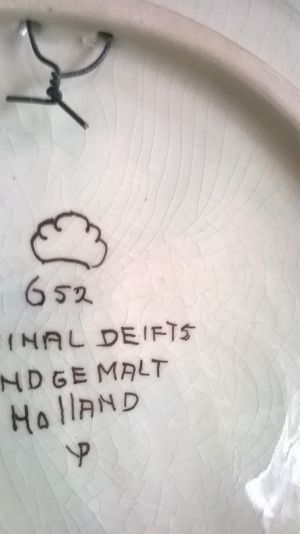 652
INAL DEIFTS
NDGEMALT
HOLLAND